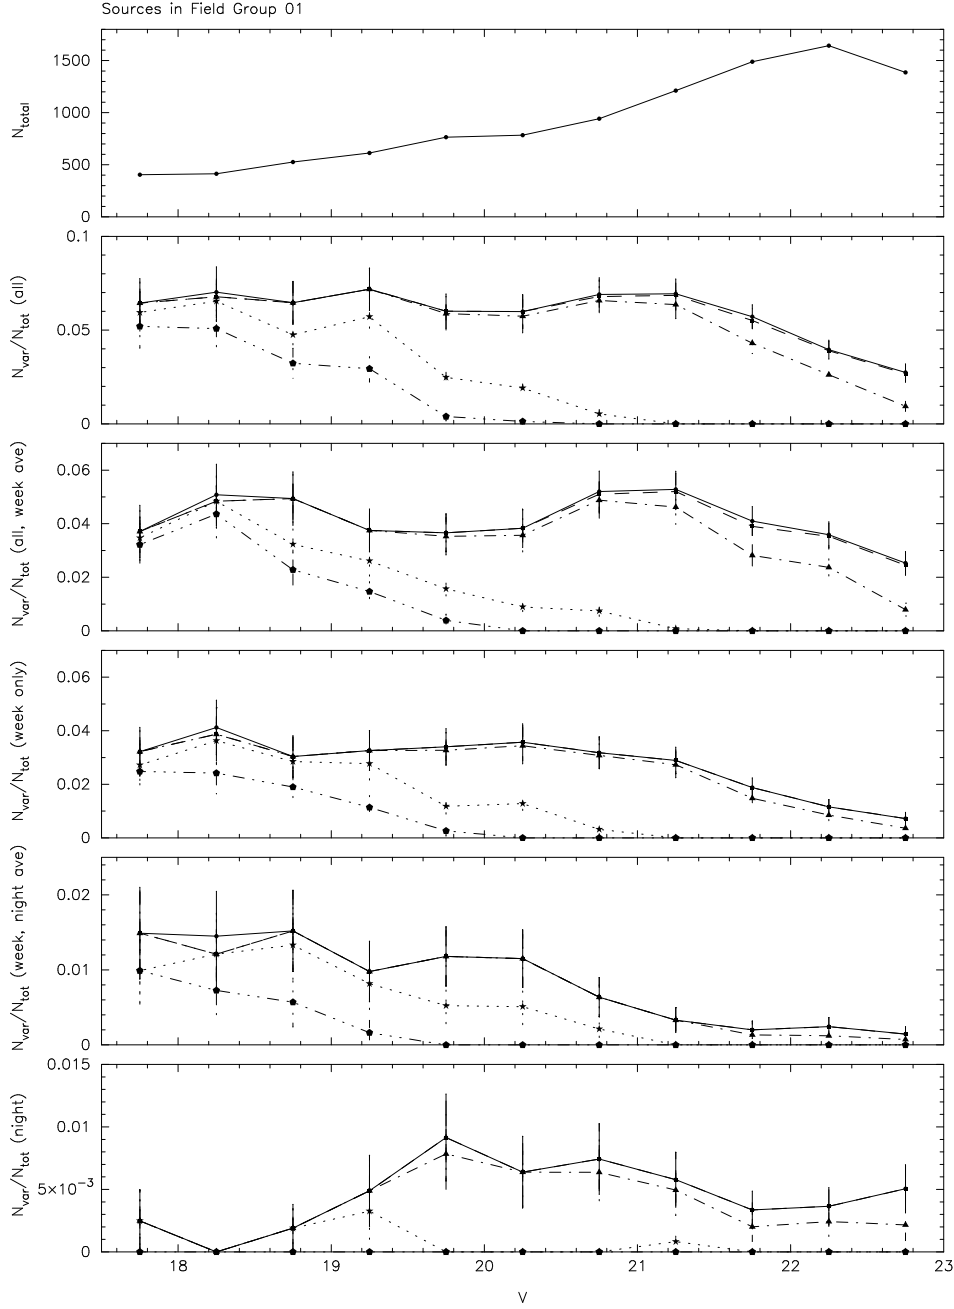 Sources in Field Group 01
1500
1000
500
0
N_total
0.1
0.05
0
N_var/N_tot (all)
0.06
0.04
0.02
0
N_var/N_tot (all, week ave)
0.06
0.04
0.02
0
N_var/N_tot (week only)
0.02
0.01
0
N_var/N_tot (week, night ave)
0.015
0.01
5×10⁻³
0
N_var/N_tot (night)
18 19 20 21 22 23
V